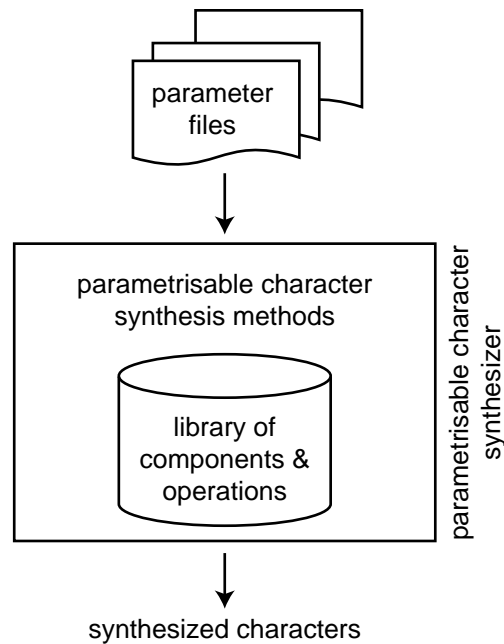 parameter
files
parametrisable character
synthesis methods
library of
components &
operations
parametrisable character
synthesizer
synthesized characters